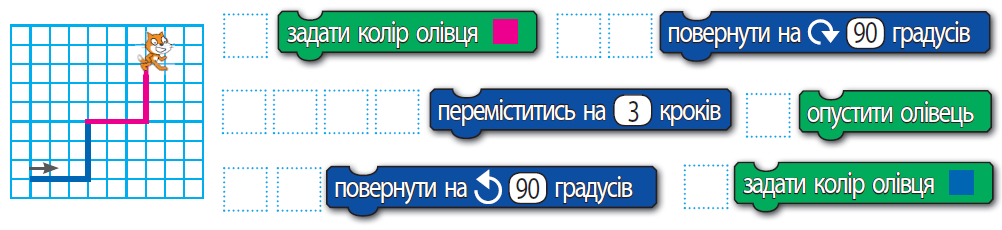 задати колір олівця
повернути на 90 градусів
переміститись на 3 кроків
опустити олівець
повернути на 90 градусів
задати колір олівця